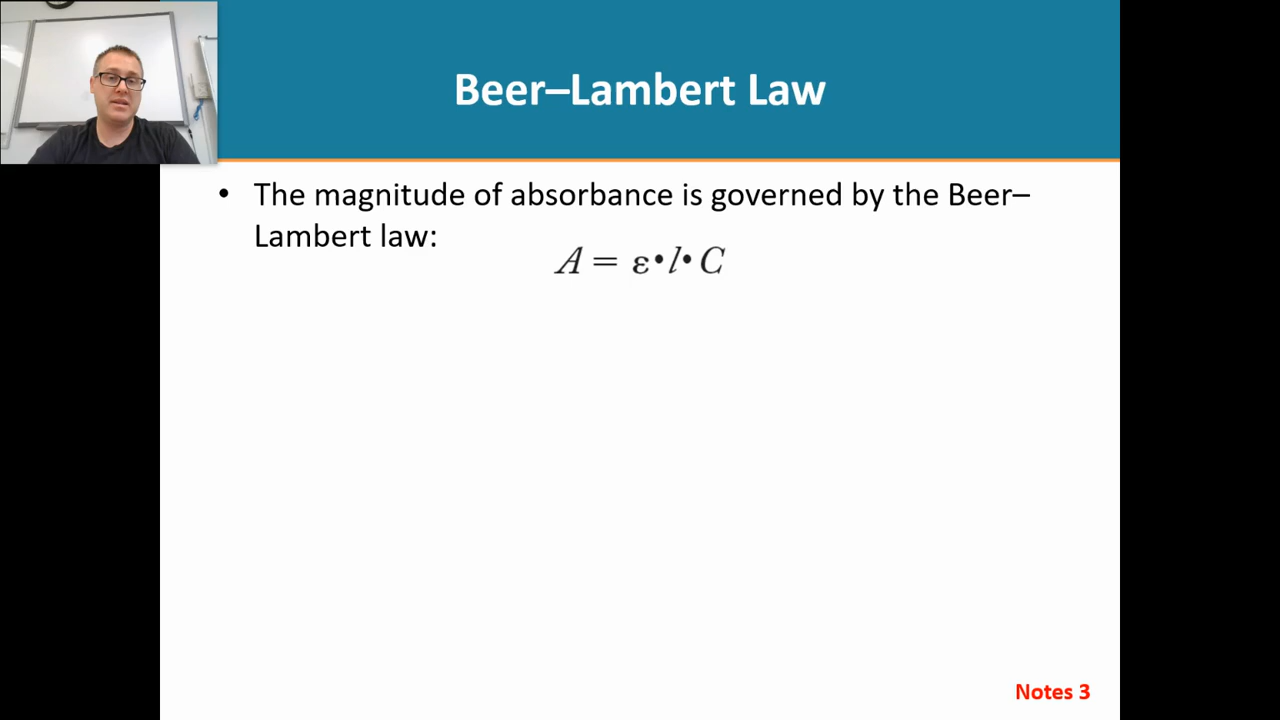 Beer–Lambert Law
• The magnitude of absorbance is governed by the Beer–
Lambert law:
A = ε•l•C
Notes 3